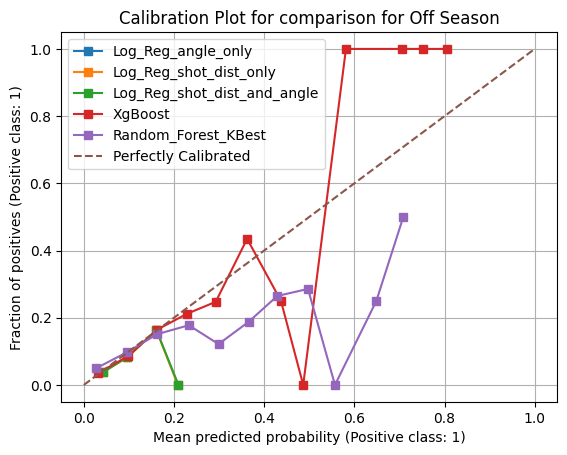 Calibration Plot for comparison for Off Season
Log_Reg_angle_only
Log_Reg_shot_dist_only
Log_Reg_shot_dist_and_angle
XgBoost
Random_Forest_KBest
Perfectly Calibrated
Fraction of positives (Positive class: 1)
1.0
0.8
0.6
0.4
0.2
0.0
0.0 0.2 0.4 0.6 0.8 1.0
Mean predicted probability (Positive class: 1)